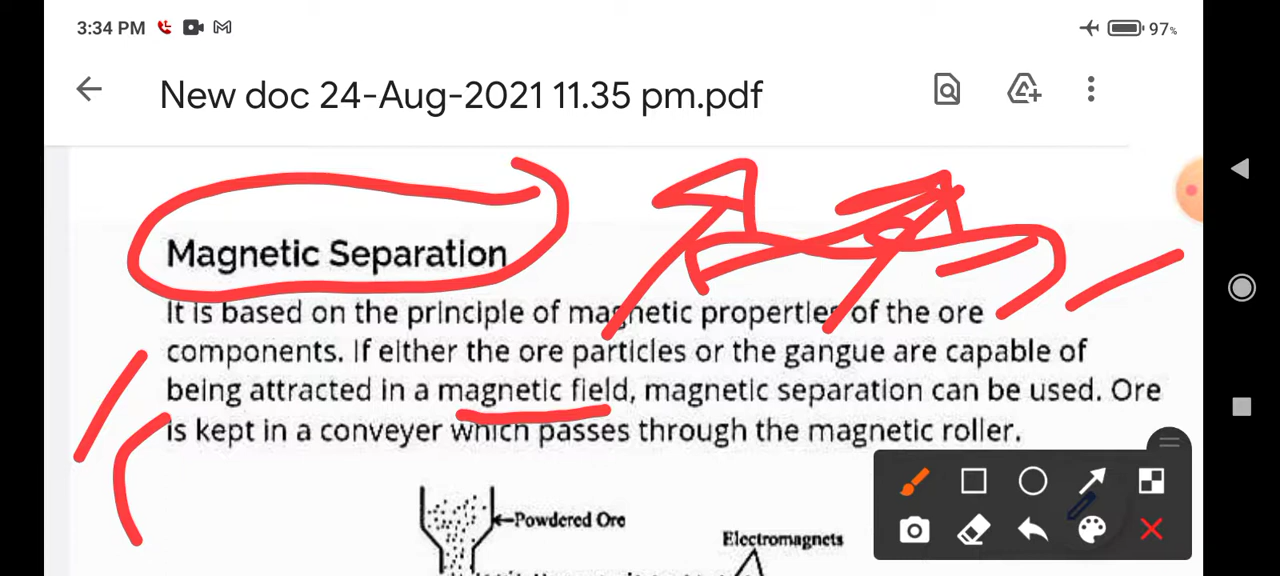 3:34 PM 97%
New doc 24-Aug-2021 11.35 pm.pdf
Magnetic Separation
It is based on the principle of magnetic properties of the ore
components. If either the ore particles or the gangue are capable of
being attracted in a magnetic field, magnetic separation can be used. Ore
is kept in a conveyer which passes through the magnetic roller.
Powdered Ore
Electromagnets